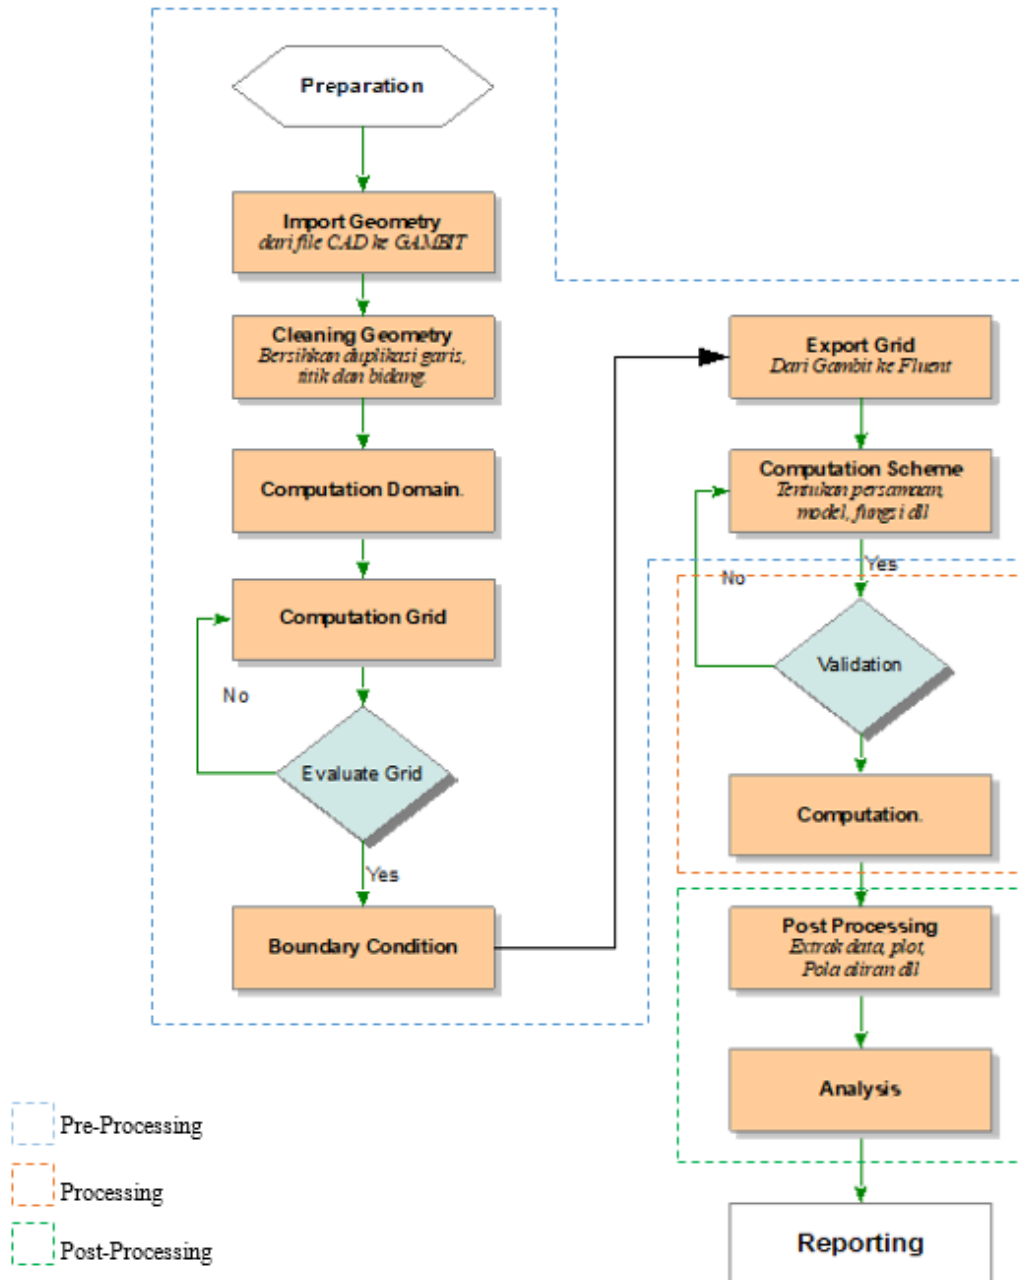 Preparation
Import Geometry
dari file CAD ke GAMBIT
Cleaning Geometry
Bersihkan duplikasi garis,
titik dan bidang.
Computation Domain.
Computation Grid
No
Evaluate Grid
Yes
Boundary Condition
Export Grid
Dari Gambit ke Fluent
Computation Scheme
Tentukan persamaan,
model, fungsi dll
Yes
No
Validation
Computation.
Post Processing
Extrak data, plot,
Pola aliran dll
Analysis
Reporting
Pre-Processing
Processing
Post-Processing